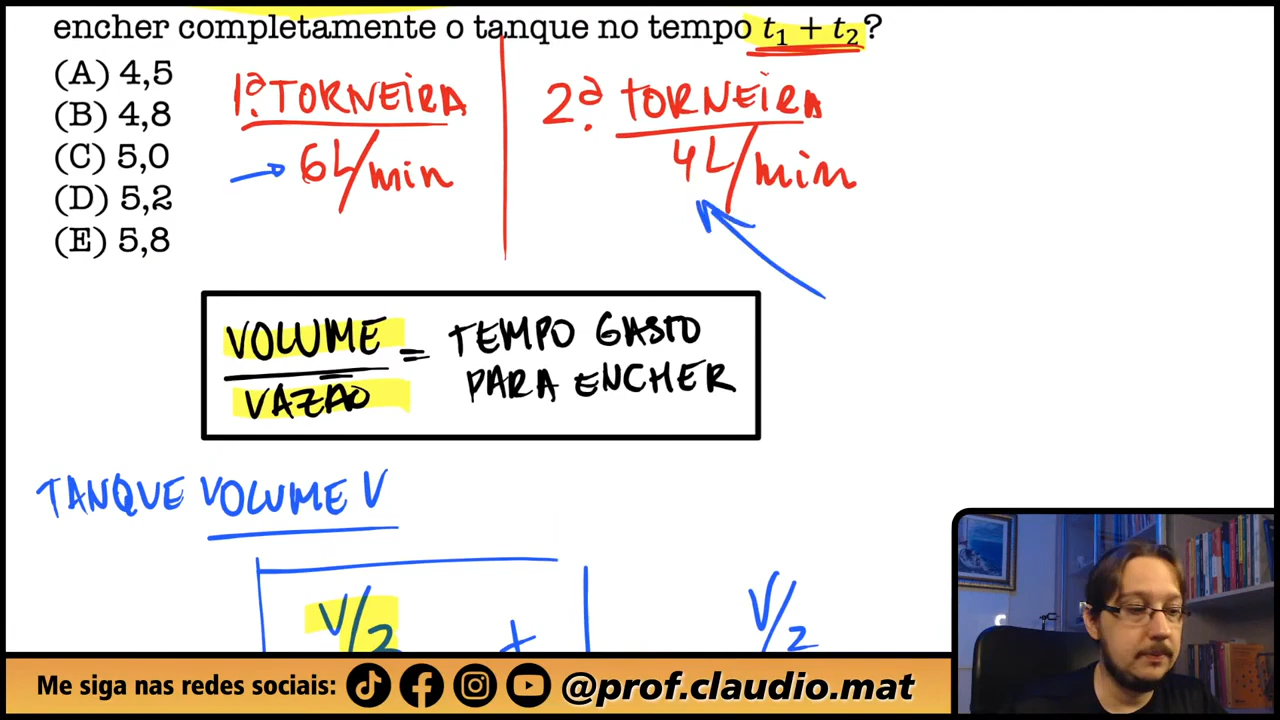 encher completamente o tanque no tempo t₁ + t₂?
(A) 4,5
(B) 4,8
(C) 5,0
(D) 5,2
(E) 5,8
1ª TORNEIRA
6L/min
2ª TORNEIRA
4L/min
VOLUME
VAZÃO
= TEMPO GASTO
PARA ENCHER
TANQUE VOLUME V
V/2
V/2
Me siga nas redes sociais: @prof.claudio.mat